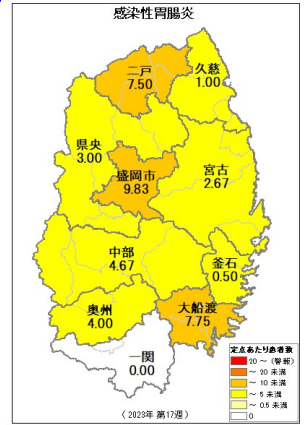 感染性胃腸炎
二戸
7.50
久慈
1.00
県央
3.00
盛岡市
9.83
宮古
2.67
中部
4.67
釜石
0.50
奥州
4.00
大船渡
7.75
一関
0.00
定点あたり患者数
20 ~ (警報)
~ 20 未満
~ 10 未満
~ 5 未満
~ 0.5 未満
0
(2023年 第17週)